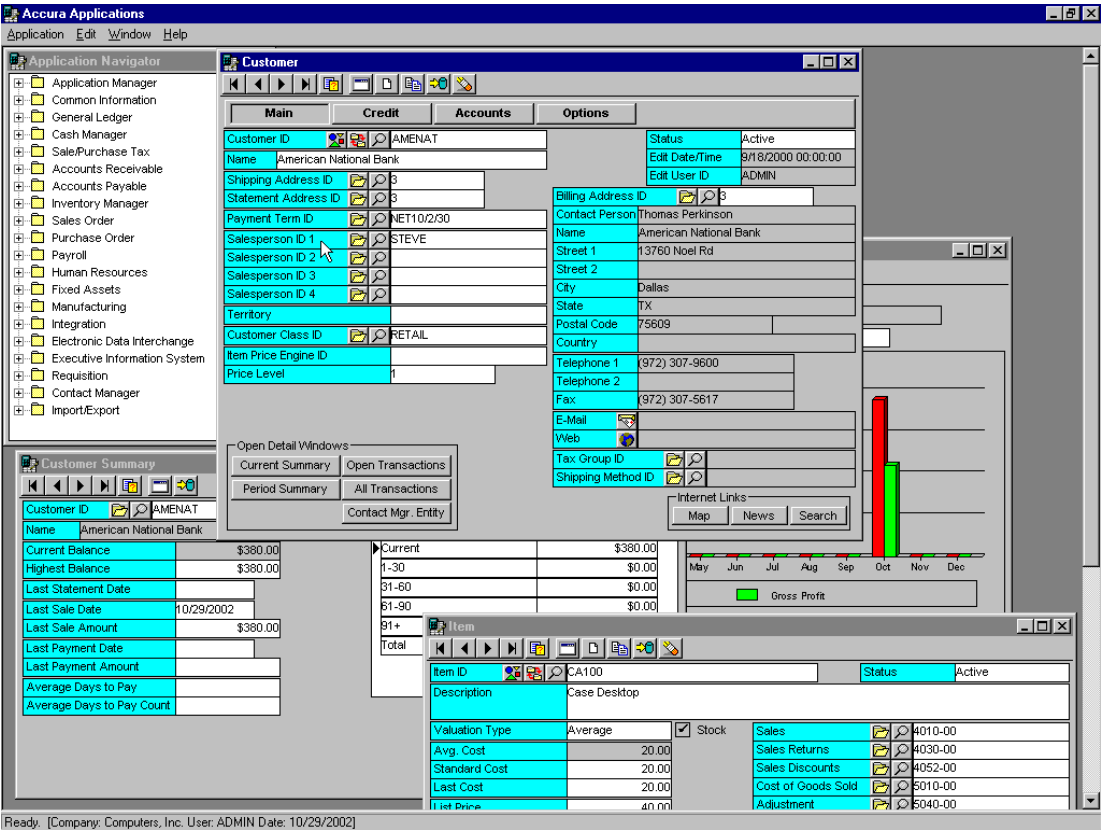 Accura Applications
Application Edit Window Help
Application Navigator
Application Manager
Common Information
General Ledger
Cash Manager
Sale/Purchase Tax
Accounts Receivable
Accounts Payable
Inventory Manager
Sales Order
Purchase Order
Payroll
Human Resources
Fixed Assets
Manufacturing
Integration
Electronic Data Interchange
Executive Information System
Requisition
Contact Manager
Import/Export
Customer
Main Credit Accounts Options
Customer ID AMENAT
Name American National Bank
Shipping Address ID 3
Statement Address ID 3
Payment Term ID NET10/2/30
Salesperson ID 1 STEVE
Salesperson ID 2
Salesperson ID 3
Salesperson ID 4
Territory
Customer Class ID RETAIL
Item Price Engine ID
Price Level 1
Status Active
Edit Date/Time 9/18/2000 00:00:00
Edit User ID ADMIN
Billing Address ID 3
Contact Person Thomas Perkinson
Name American National Bank
Street 1 13760 Noel Rd
Street 2
City Dallas
State TX
Postal Code 75609
Country
Telephone 1 (972) 307-9600
Telephone 2
Fax (972) 307-5617
E-Mail
Web
Tax Group ID
Shipping Method ID
Open Detail Windows
Current Summary Open Transactions
Period Summary All Transactions
Contact Mgr. Entity
Internet Links
Map News Search
Customer Summary
Customer ID AMENAT
Name American National Bank
Current Balance $380.00
Highest Balance $380.00
Last Statement Date
Last Sale Date 10/29/2002
Last Sale Amount $380.00
Last Payment Date
Last Payment Amount
Average Days to Pay
Average Days to Pay Count
Current $380.00
1-30 $0.00
31-60 $0.00
61-90 $0.00
91+
Total
May Jun Jul Aug Sep Oct Nov Dec
Gross Profit
Item
Item ID CA100
Status Active
Description Case Desktop
Valuation Type Average Stock
Avg. Cost 20.00
Standard Cost 20.00
Last Cost 20.00
List Price 40.00
Sales 4010-00
Sales Returns 4030-00
Sales Discounts 4052-00
Cost of Goods Sold 5010-00
Adjustment 5040-00
Ready. [Company: Computers, Inc. User: ADMIN Date: 10/29/2002]